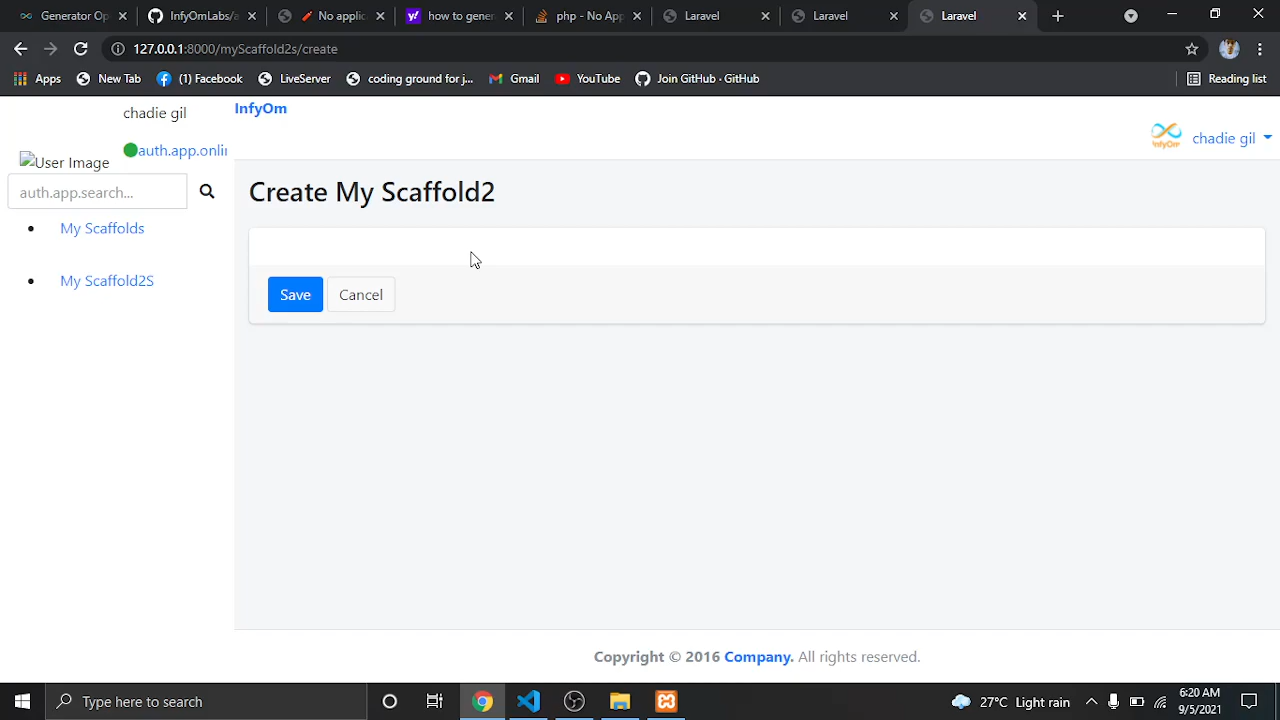 Generator Op
InfyOmLabs/a
No applic
how to gene
php - No App
Laravel
Laravel
Laravel
127.0.0.1:8000/myScaffold2s/create
Apps
New Tab
(1) Facebook
LiveServer
coding ground for j...
Gmail
YouTube
Join GitHub · GitHub
Reading list
chadie gil
InfyOm
auth.app.onlin
User Image
InfyOm
chadie gil
auth.app.search...
Create My Scaffold2
My Scaffolds
My Scaffold2S
Save
Cancel
Copyright © 2016 Company. All rights reserved.
Type here to search
27°C Light rain
6:20 AM
9/5/2021